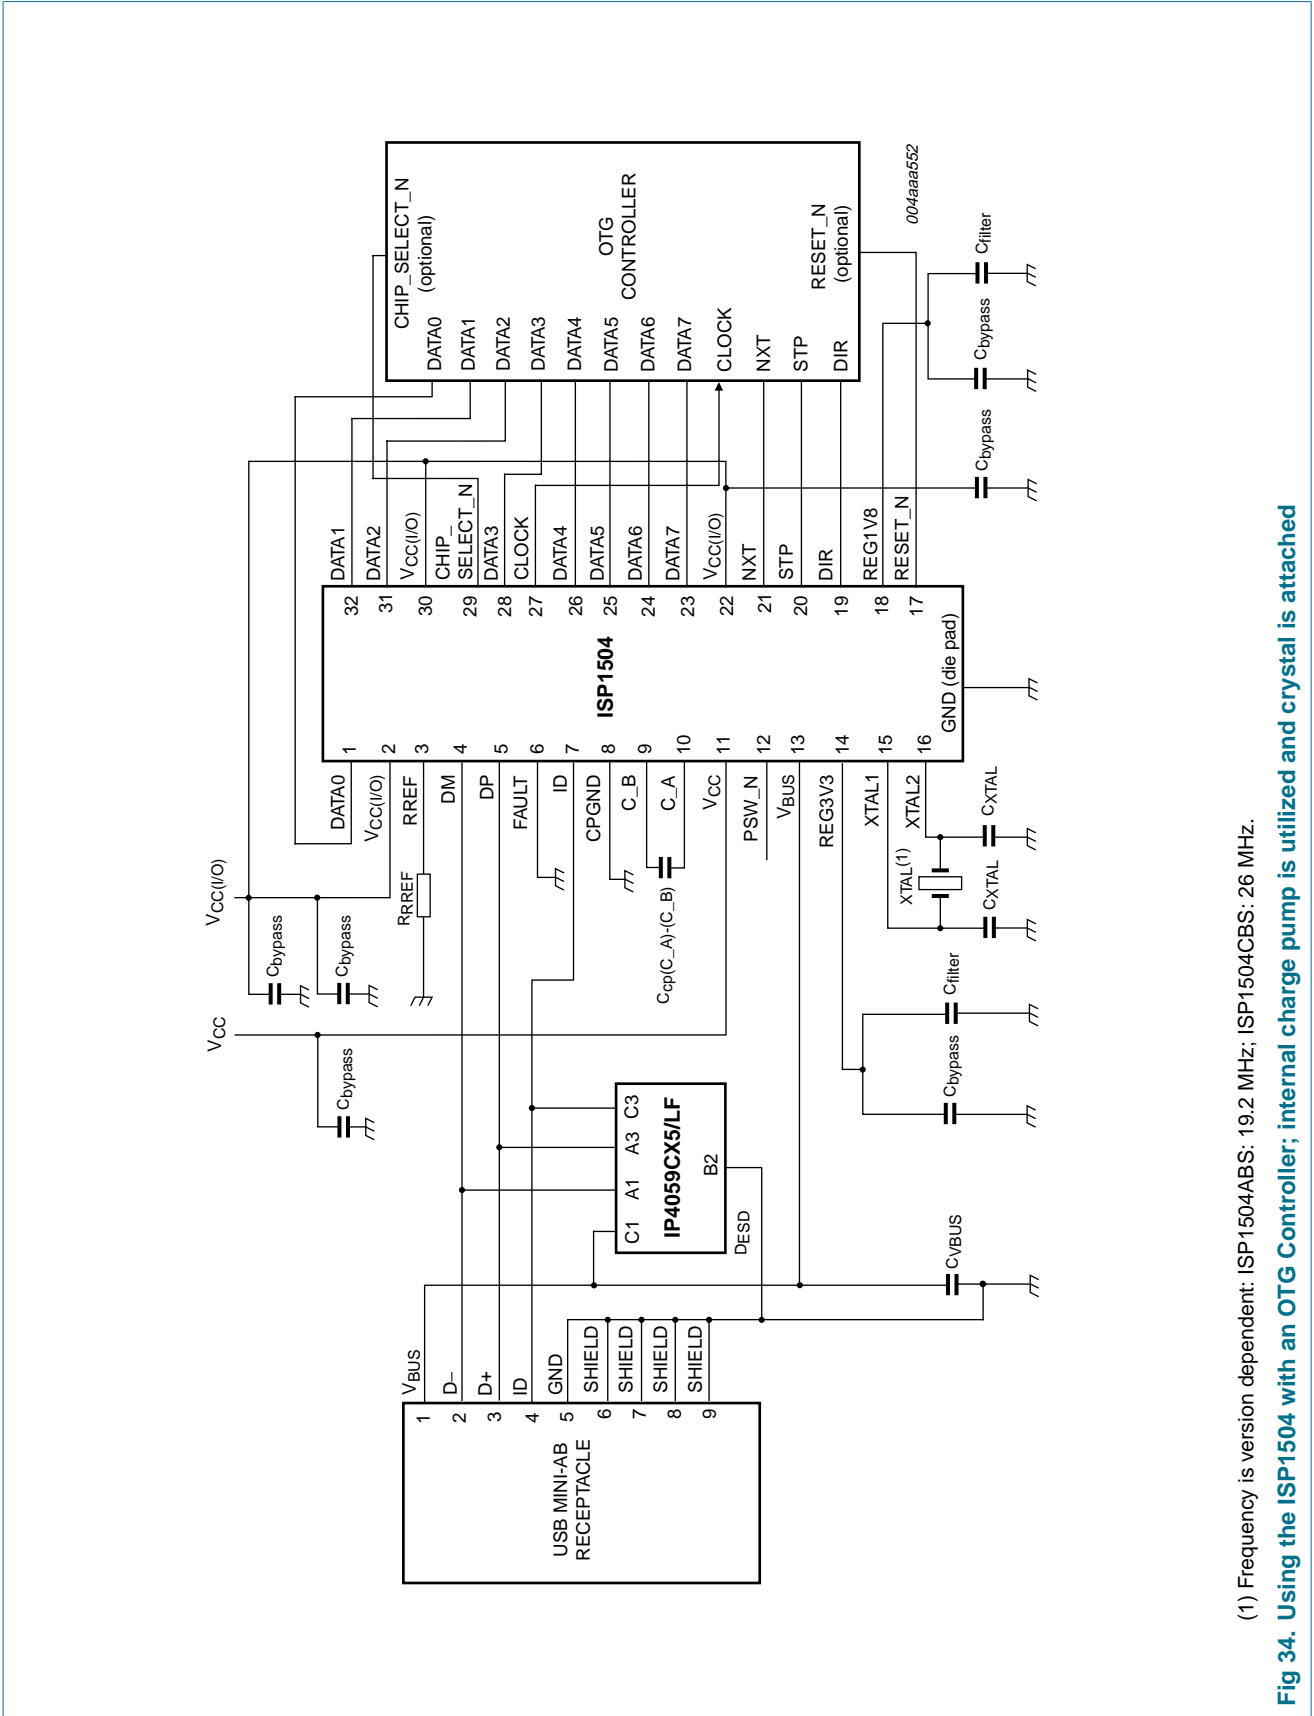 USB MINI-AB
RECEPTACLE
1
2
3
4
5
6
7
8
9
VBUS
D−
D+
ID
GND
SHIELD
SHIELD
SHIELD
SHIELD
C1
A1
A3
C3
IP4059CX5/LF
B2
DESD
CVBUS
VCC
Cbypass
VCC(I/O)
Cbypass
Cbypass
RRREF
Ccp(C_A)-(C_B)
Cbypass
Cfilter
XTAL(1)
CXTAL
CXTAL
DATA0
VCC(I/O)
RREF
DM
DP
FAULT
ID
CPGND
C_B
C_A
VCC
PSW_N
VBUS
REG3V3
XTAL1
XTAL2
1
2
3
4
5
6
7
8
9
10
11
12
13
14
15
16
ISP1504
GND (die pad)
32
31
30
29
28
27
26
25
24
23
22
21
20
19
18
17
DATA1
DATA2
VCC(I/O)
CHIP_
SELECT_N
DATA3
CLOCK
DATA4
DATA5
DATA6
DATA7
VCC(I/O)
NXT
STP
DIR
REG1V8
RESET_N
Cbypass
Cbypass
Cfilter
CHIP_SELECT_N
(optional)
DATA0
DATA1
DATA2
DATA3
DATA4
DATA5
DATA6
DATA7
CLOCK
NXT
STP
DIR
OTG
CONTROLLER
RESET_N
(optional)
004aaa552
(1) Frequency is version dependent: ISP1504ABS: 19.2 MHz; ISP1504CBS: 26 MHz.
Fig 34. Using the ISP1504 with an OTG Controller; internal charge pump is utilized and crystal is attached